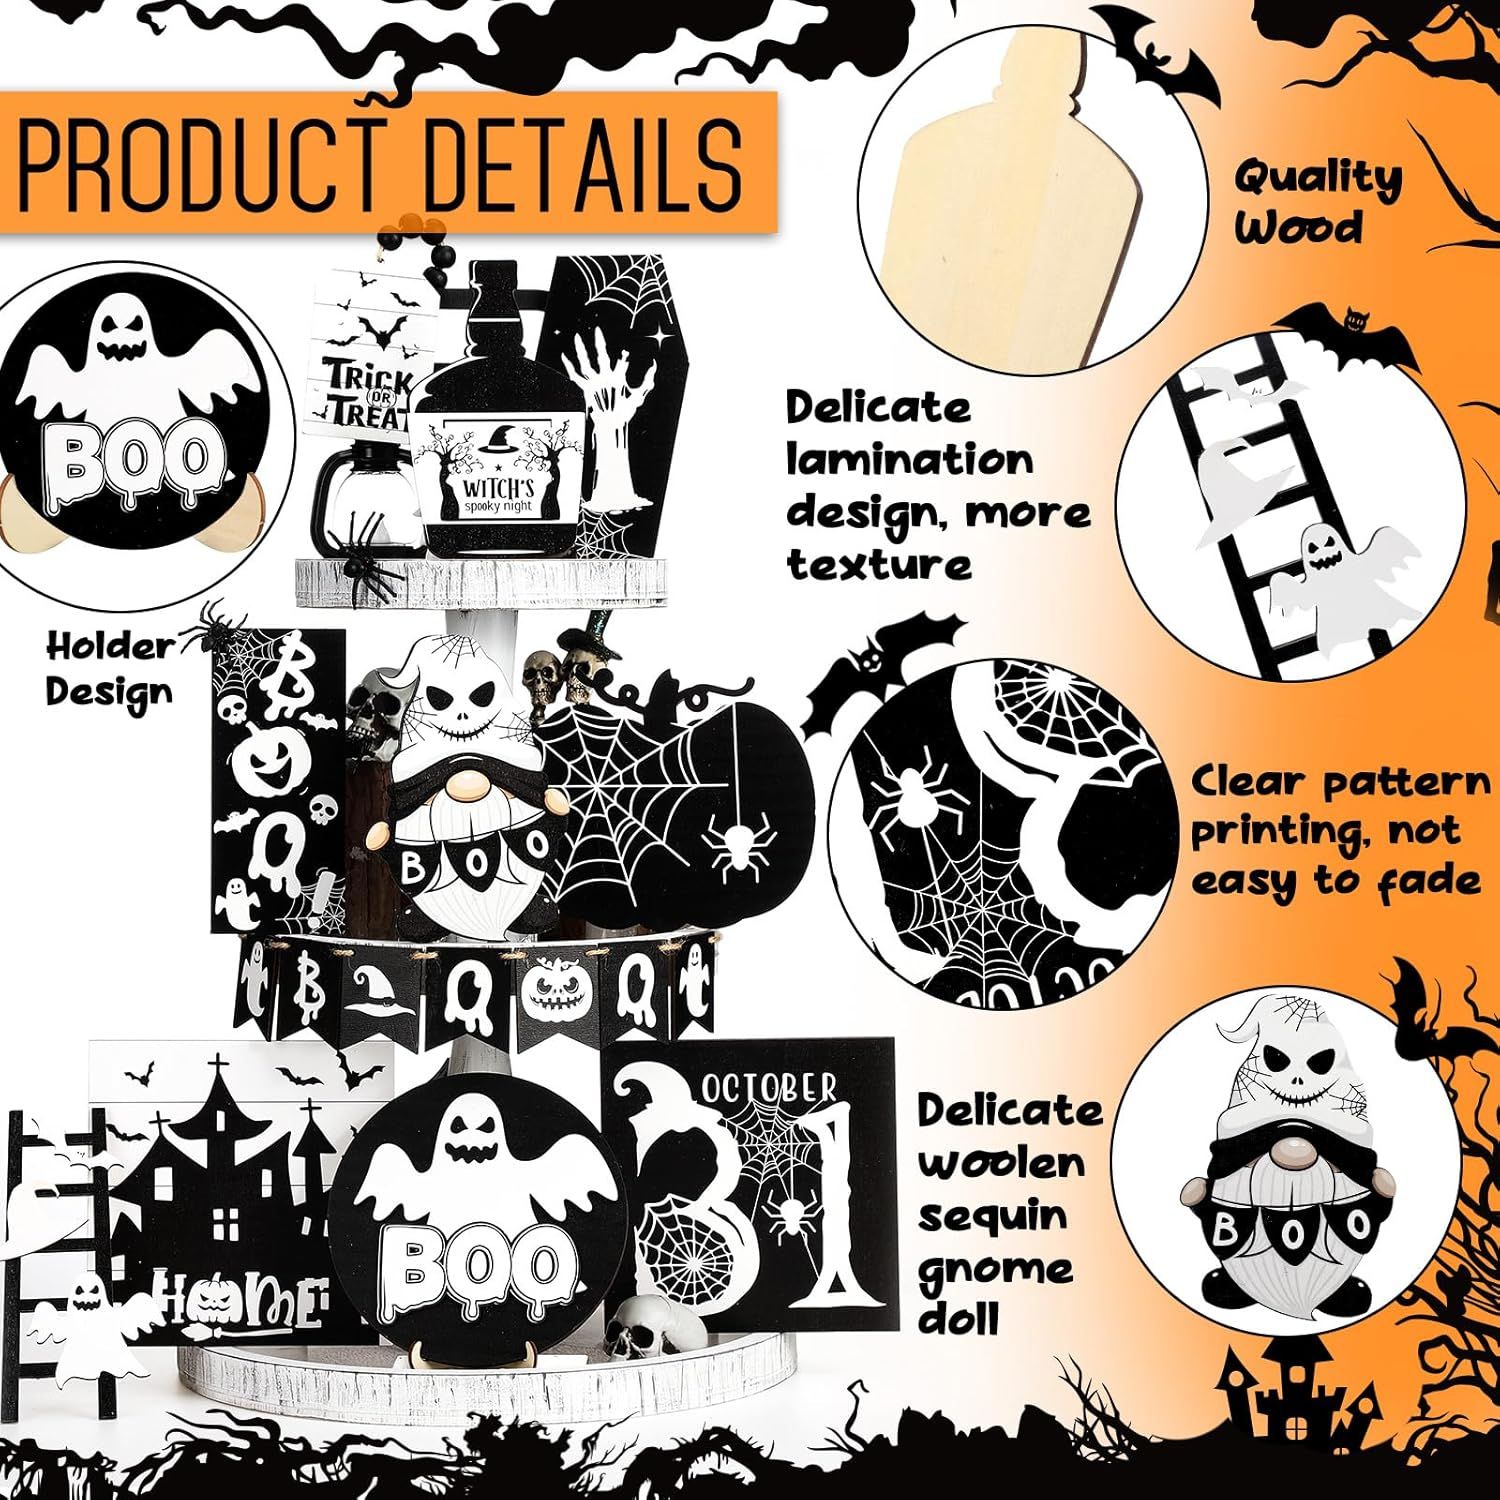 PRODUCT DETAILS
Quality
Wood
TRICK
OR
TREAT
WITCH'S
spooky night
BOO
Holder
Design
Delicate
lamination
design, more
texture
BOO!
BOO
BOO
Clear pattern
printing, not
easy to fade
OCTOBER
31
HOME
BOO
Delicate
woolen
sequin
gnome
doll
BOO